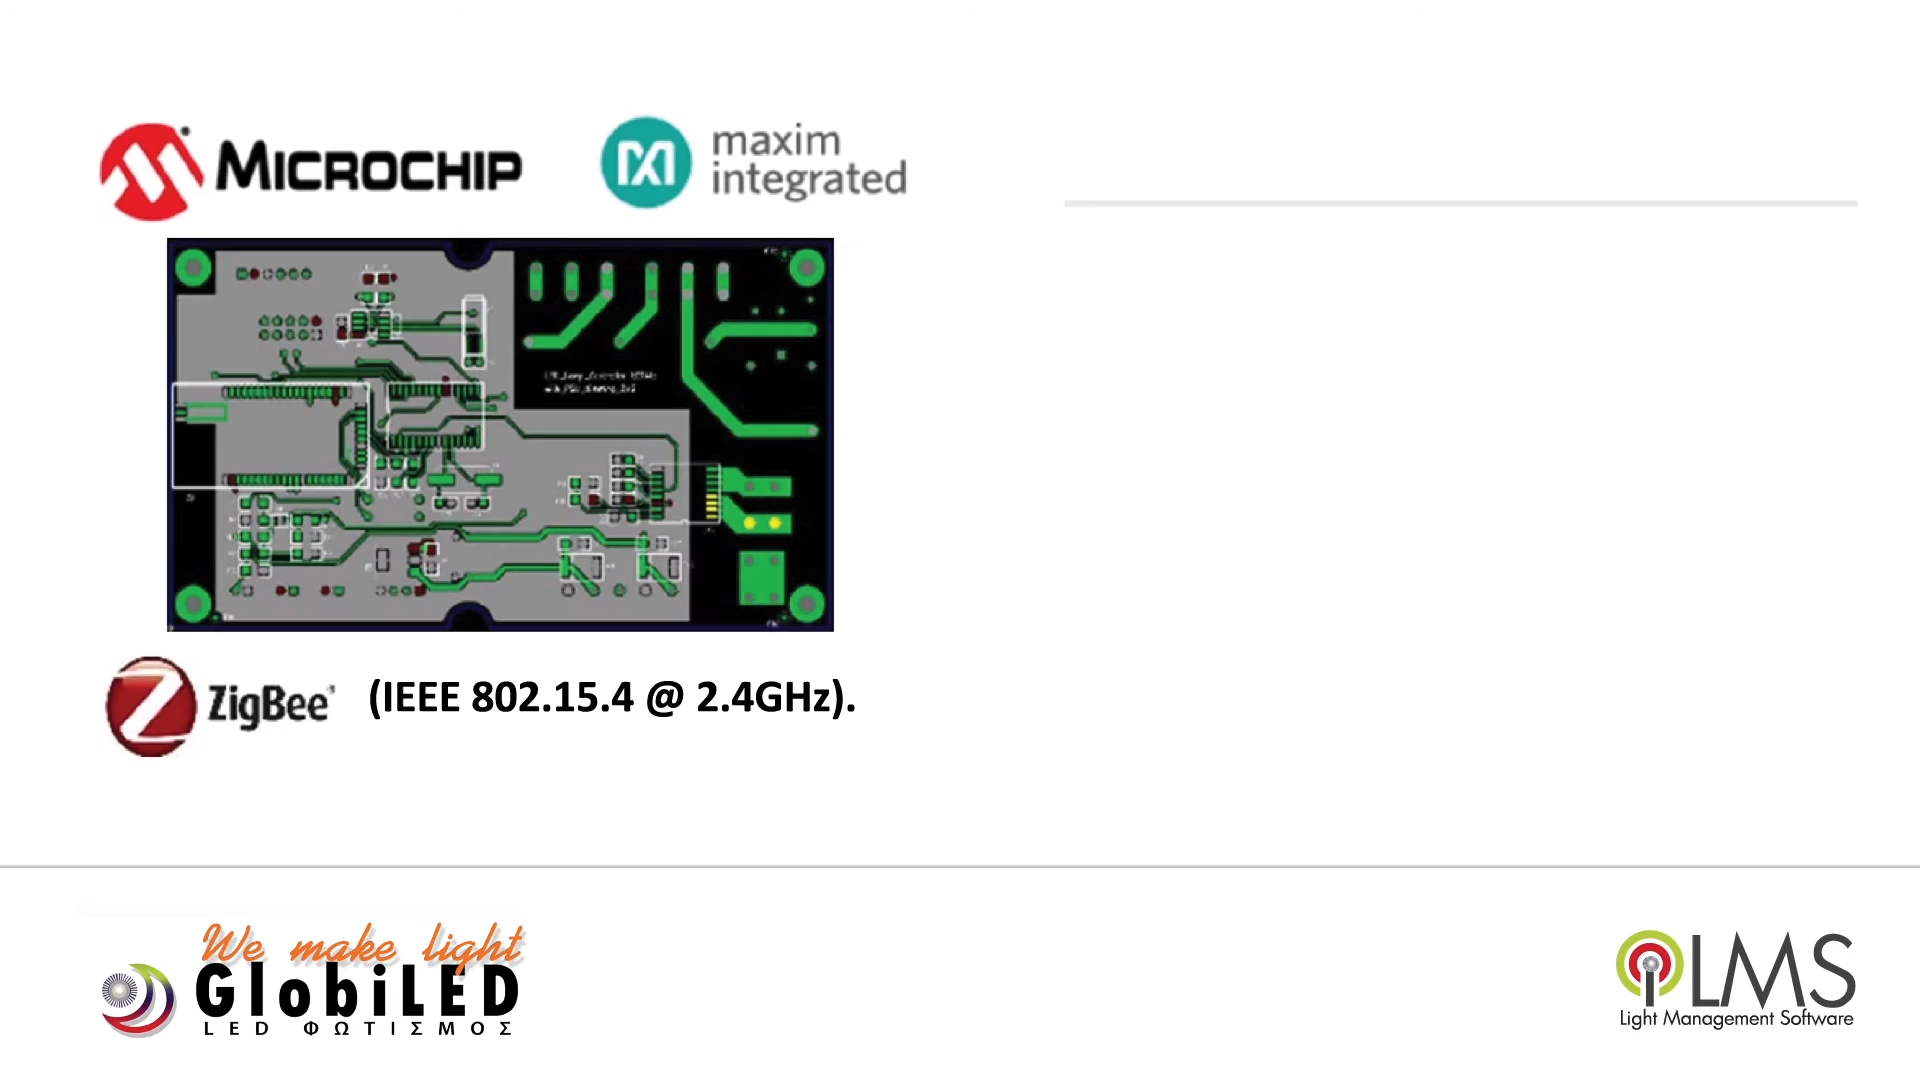 MICROCHIP
maxim
integrated
ZigBee
(IEEE 802.15.4 @ 2.4GHz).
We make light
GlobiLED
LED ΦΩΤΙΣΜΟΣ
LMS
Light Management Software